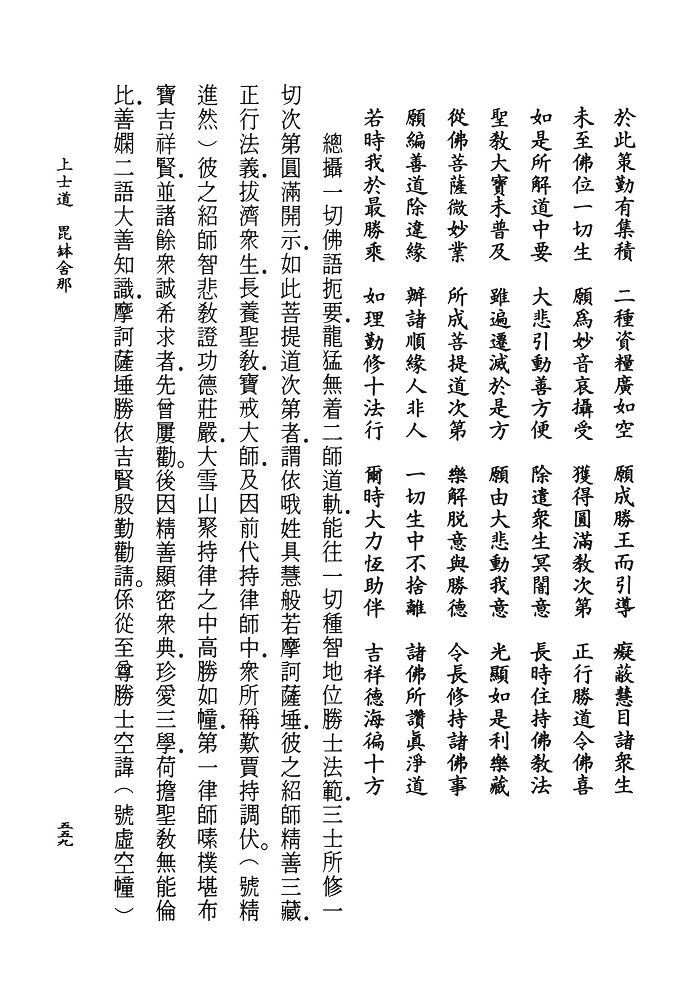 於此策勤有集積　二種資糧廣如空　願成勝王而引導　癡蔽慧目諸衆生
未至佛位一切生　願爲妙音哀攝受　獲得圓滿教次第　正行勝道令佛喜
如是所解道中要　大悲引動善方便　除遣衆生冥闇意　長時住持佛教法
聖教大寶未普及　雖遍遷滅於是方　願由大悲動我意　光顯如是利樂藏
從佛菩薩微妙業　所成菩提道次第　樂解脱意與勝德　令長修持諸佛事
願編善道除違緣　辦諸順緣人非人　一切生中不捨離　諸佛所讚眞淨道
若時我於最勝乘　如理勤修十法行　爾時大力恆助伴　吉祥德海徧十方
總攝一切佛語扼要．龍猛無着二師道軌．能往一切種智地位勝士法範．三士所修一
切次第圓滿開示．如此菩提道次第者．謂依哦姓具慧般若摩訶薩埵．彼之紹師精善三藏．
正行法義．拔濟衆生．長養聖教．寶戒大師．及因前代持律師中．衆所稱歎賈持調伏。（號精
進然）彼之紹師智悲教證功德莊嚴．大雪山聚持律之中高勝如幢．第一律師嗦樸堪布
寶吉祥賢．並諸餘衆誠希求者．先曾屢勸。後因精善顯密衆典．珍愛三學．荷擔聖教無能倫
比．善嫻二語大善知識．摩訶薩埵勝依吉賢殷勤勸請。係從至尊勝士空諱（號虛空幢）
上士道　毘缽舍那
五五九